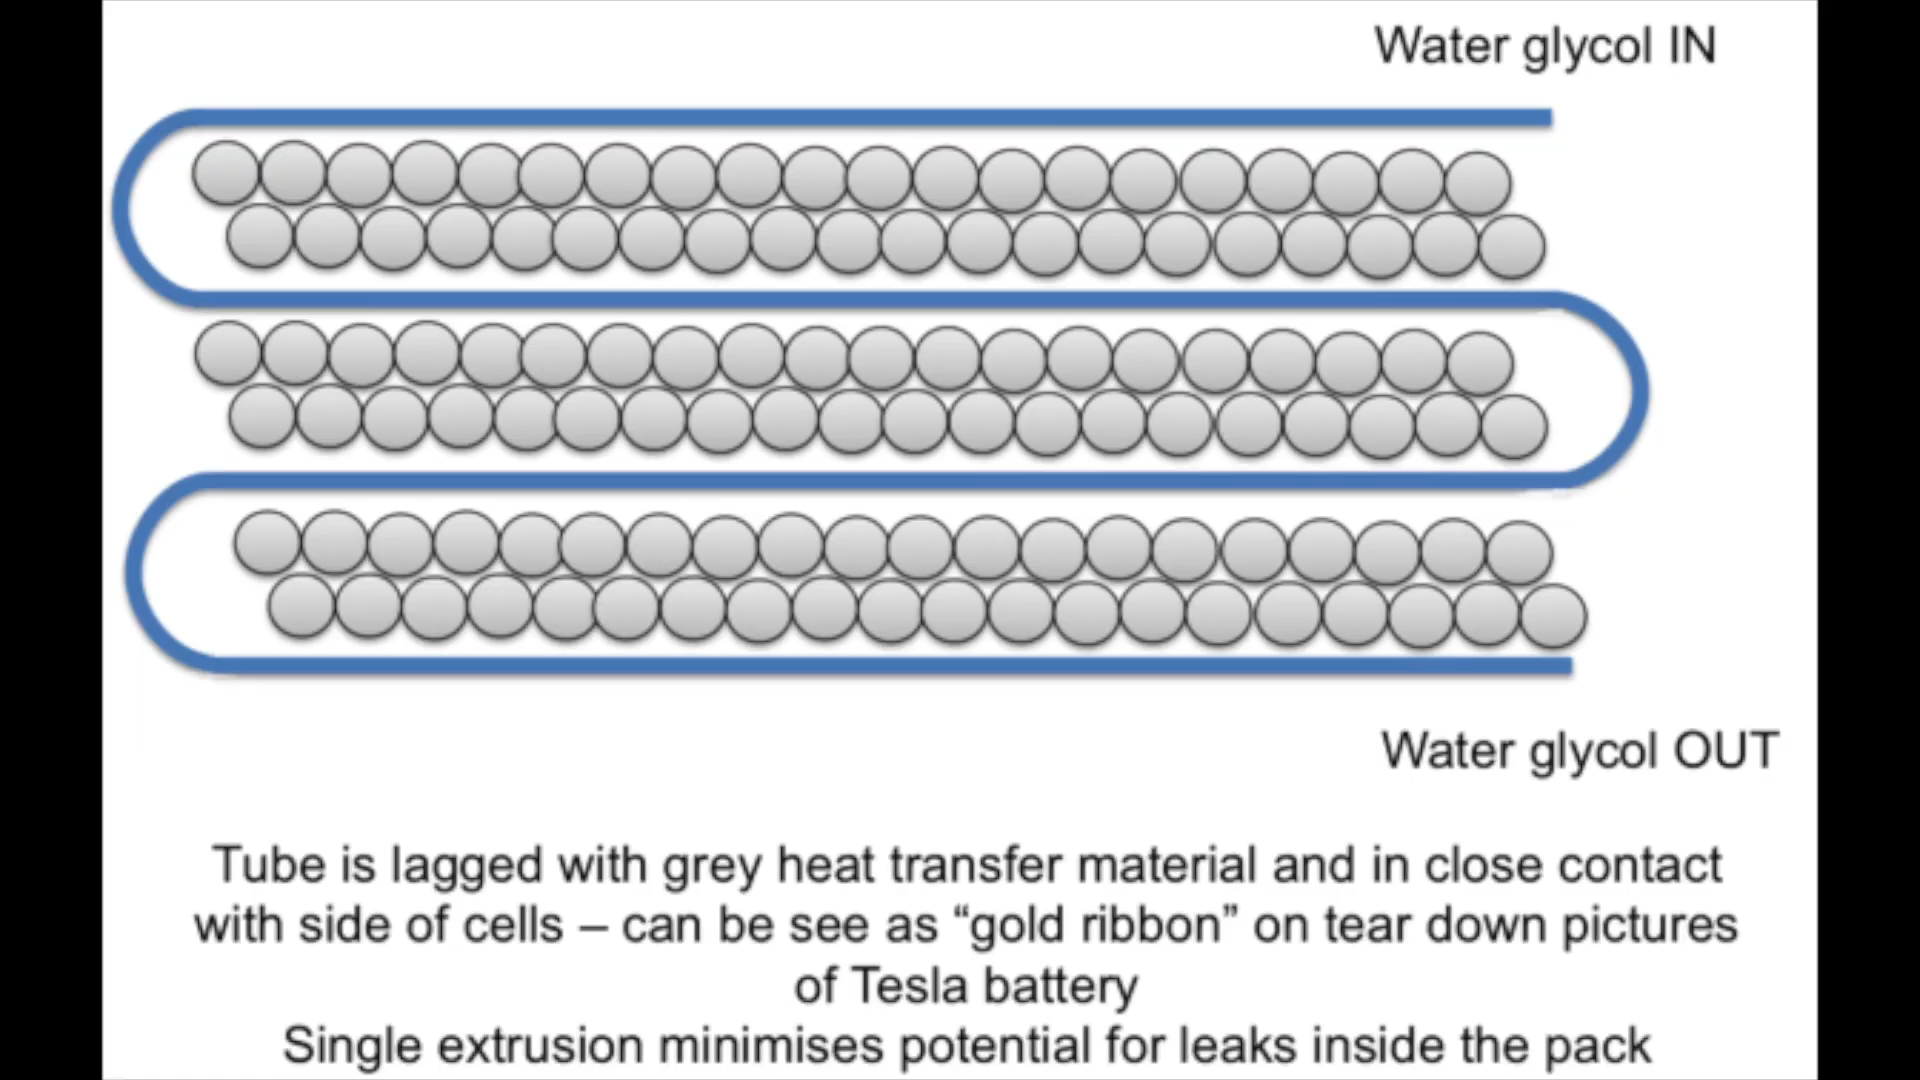 Water glycol IN
Water glycol OUT
Tube is lagged with grey heat transfer material and in close contact
with side of cells – can be see as “gold ribbon” on tear down pictures
of Tesla battery
Single extrusion minimises potential for leaks inside the pack